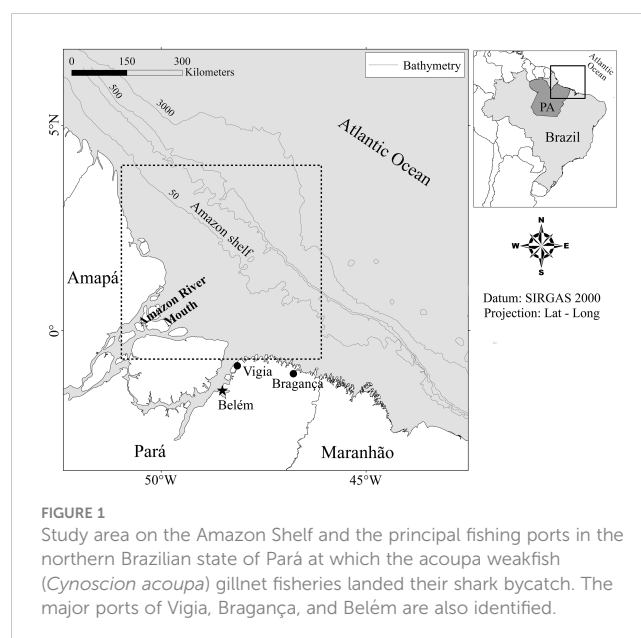 0 150 300
Kilometers
Bathymetry
3000
500
50
5°N
0°
Atlantic Ocean
Amazon shelf
Amapá
Amazon River
Mouth
Vigia
Bragança
Belém
Pará
Maranhão
50°W 45°W
Atlantic
Ocean
PA
Brazil
N
W E
S
Datum: SIRGAS 2000
Projection: Lat - Long
FIGURE 1
Study area on the Amazon Shelf and the principal fishing ports in the
northern Brazilian state of Pará at which the acoupa weakfish
(Cynoscion acoupa) gillnet fisheries landed their shark bycatch. The
major ports of Vigia, Bragança, and Belém are also identified.